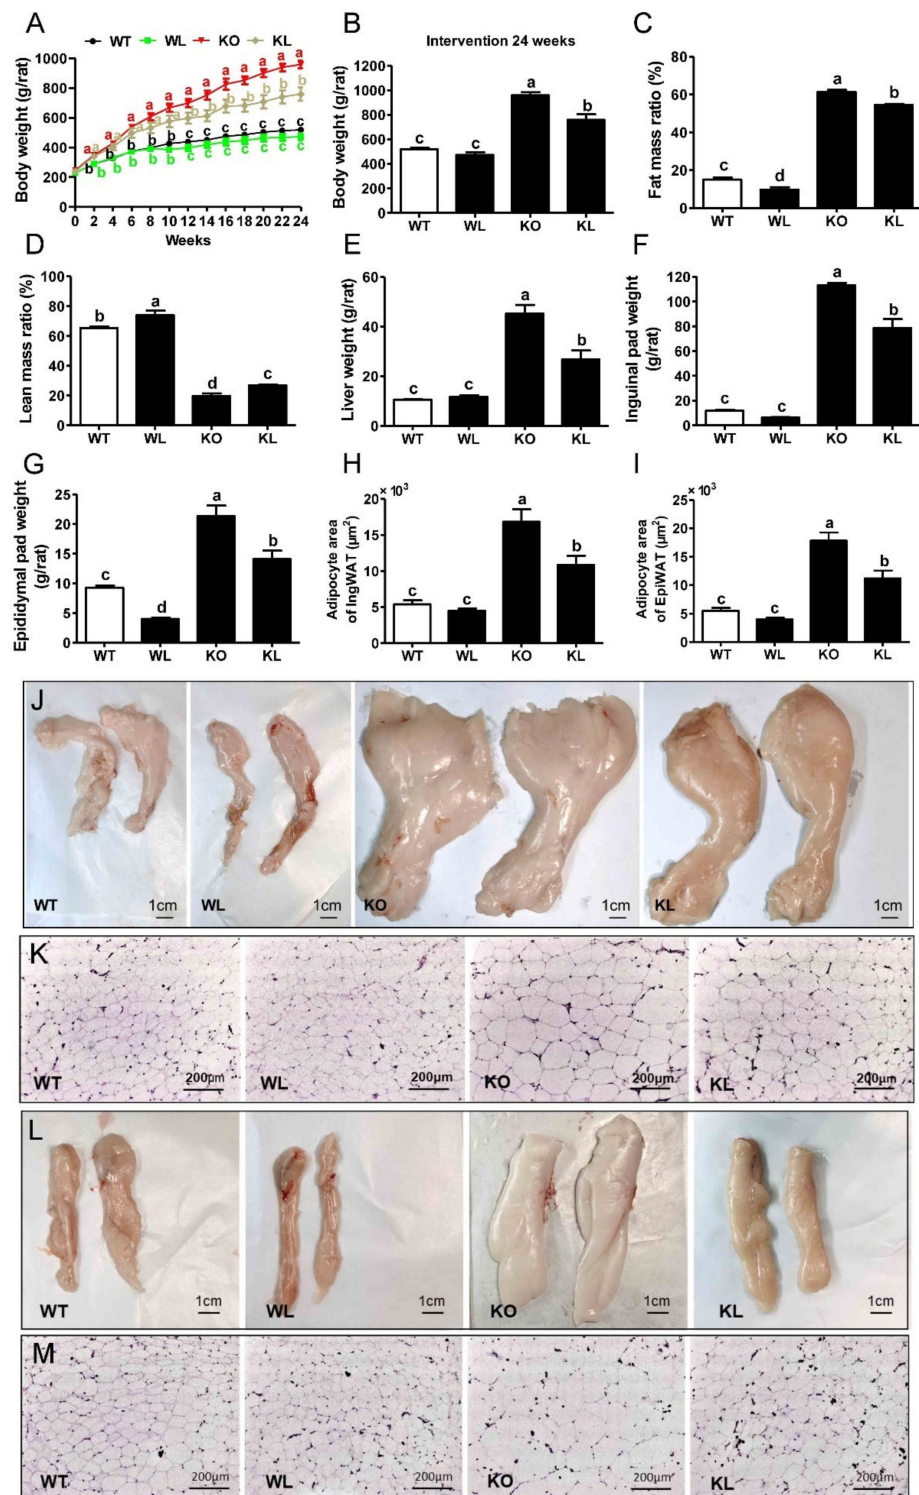 A
WT WL KO KL
Body weight (g/rat)
1000
800
600
400
200
0
a a a a a a a a a a a a
b b b b b b b b b b
b b b b b c c c c c c c
b b b b b c c c c c c c
0 2 4 6 8 10 12 14 16 18 20 22 24
Weeks
B
Intervention 24 weeks
Body weight (g/rat)
1200
1000
800
600
400
200
0
c c a b
WT WL KO KL
C
Fat mass ratio (%)
80
60
40
20
0
c d a b
WT WL KO KL
D
Lean mass ratio (%)
100
80
60
40
20
0
b a d c
WT WL KO KL
E
Liver weight (g/rat)
60
40
20
0
c c a b
WT WL KO KL
F
Inguinal pad weight
(g/rat)
120
100
80
60
40
20
0
c c a b
WT WL KO KL
G
Epididymal pad weight
(g/rat)
25
20
15
10
5
0
c d a b
WT WL KO KL
H
× 10³
Adipocyte area
of IngWAT (μm²)
20
15
10
5
0
c c a b
WT WL KO KL
I
× 10³
Adipocyte area
of EpiWAT (μm²)
25
20
15
10
5
0
c c a b
WT WL KO KL
J
WT 1cm WL 1cm KO 1cm KL 1cm
K
WT 200μm WL 200μm KO 200μm KL 200μm
L
WT 1cm WL 1cm KO 1cm KL 1cm
M
WT 200μm WL 200μm KO 200μm KL 200μm